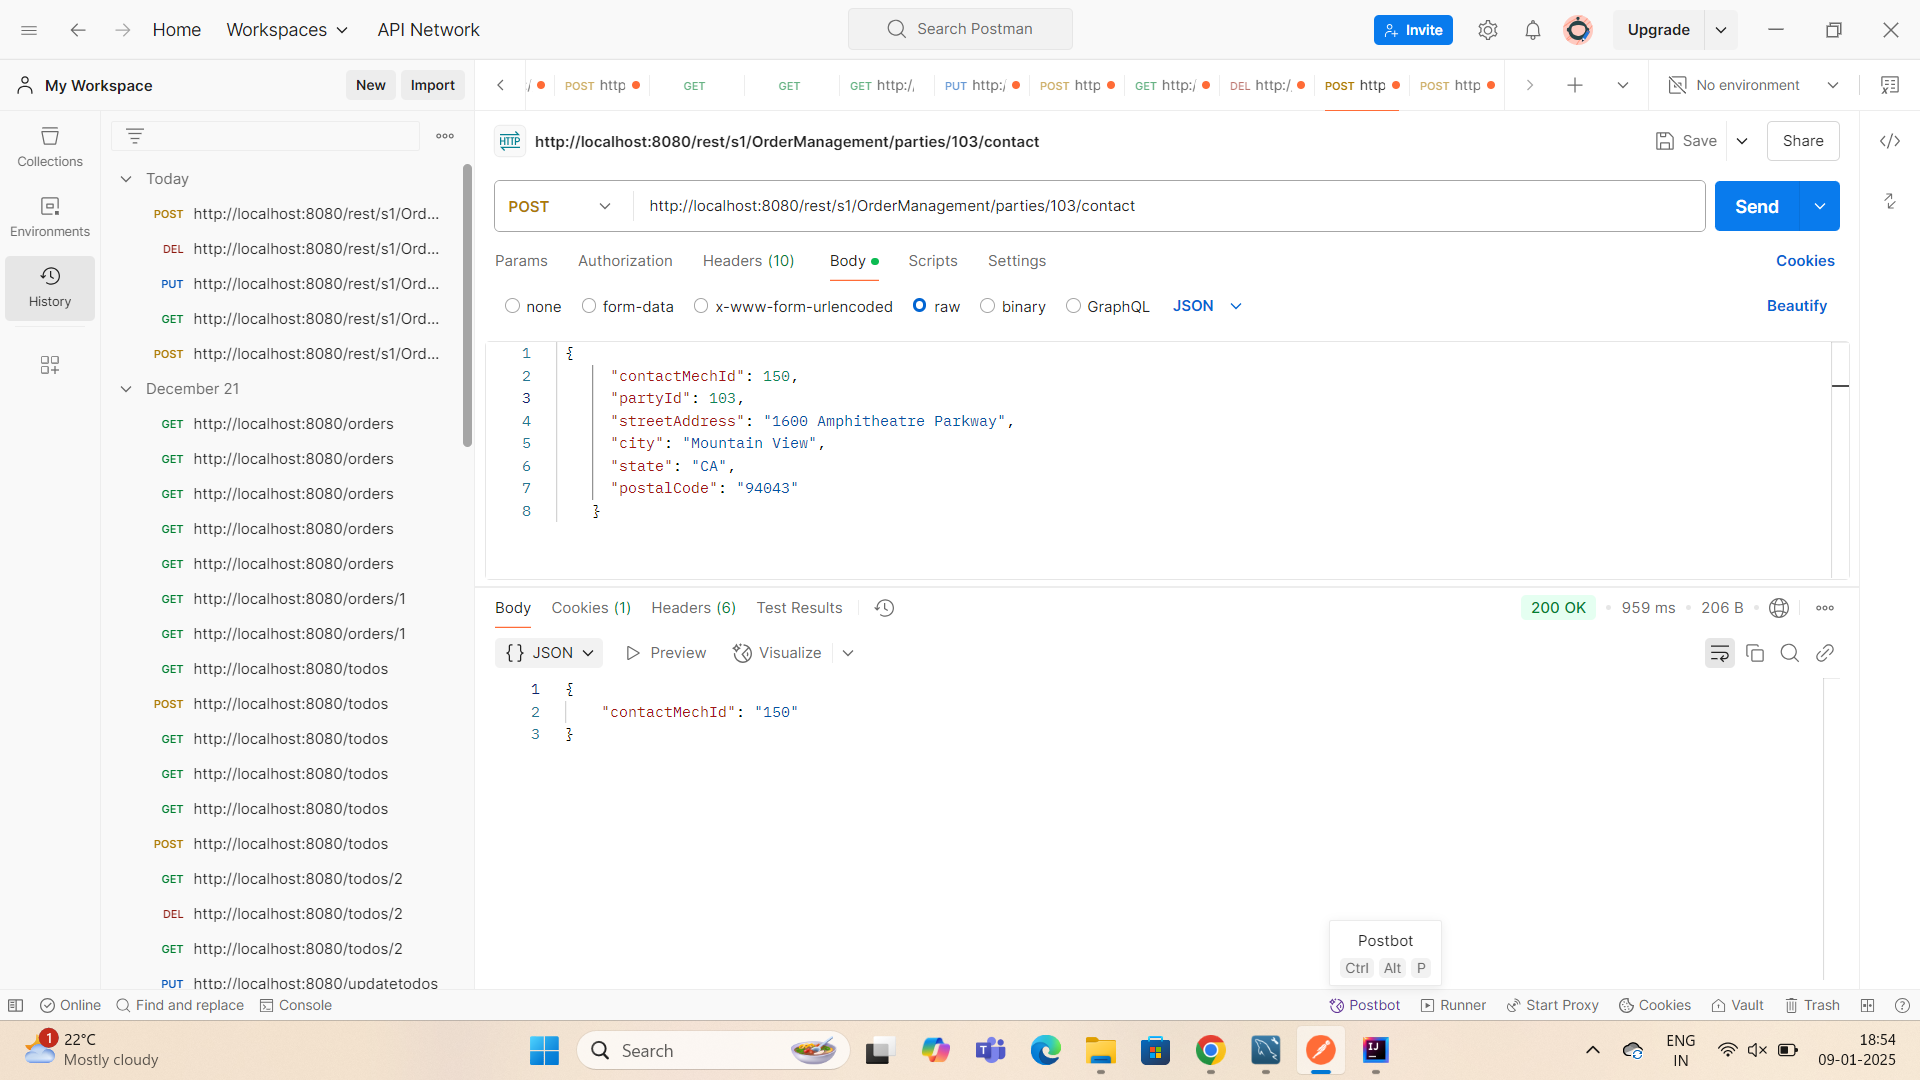 Home
Workspaces
API Network
Search Postman
Invite
Upgrade
My Workspace
New
Import
POST http
GET
GET
GET http:/,
PUT http:/
POST http
GET http:/
DEL http:/
POST http
POST http
No environment
Collections
Environments
History
Today
POST http://localhost:8080/rest/s1/Ord...
DEL http://localhost:8080/rest/s1/Ord...
PUT http://localhost:8080/rest/s1/Ord...
GET http://localhost:8080/rest/s1/Ord...
POST http://localhost:8080/rest/s1/Ord...
December 21
GET http://localhost:8080/orders
GET http://localhost:8080/orders
GET http://localhost:8080/orders
GET http://localhost:8080/orders
GET http://localhost:8080/orders
GET http://localhost:8080/orders/1
GET http://localhost:8080/orders/1
GET http://localhost:8080/todos
POST http://localhost:8080/todos
GET http://localhost:8080/todos
GET http://localhost:8080/todos
GET http://localhost:8080/todos
POST http://localhost:8080/todos
GET http://localhost:8080/todos/2
DEL http://localhost:8080/todos/2
GET http://localhost:8080/todos/2
PUT http://localhost:8080/updatetodos
HTTP http://localhost:8080/rest/s1/OrderManagement/parties/103/contact
Save
Share
POST http://localhost:8080/rest/s1/OrderManagement/parties/103/contact
Send
Params Authorization Headers (10) Body Scripts Settings
Cookies
none form-data x-www-form-urlencoded raw binary GraphQL JSON
Beautify
1 {
2 "contactMechId": 150,
3 "partyId": 103,
4 "streetAddress": "1600 Amphitheatre Parkway",
5 "city": "Mountain View",
6 "state": "CA",
7 "postalCode": "94043"
8 }
Body Cookies (1) Headers (6) Test Results
200 OK 959 ms 206 B
{} JSON Preview Visualize
1 {
2 "contactMechId": "150"
3 }
Postbot
Ctrl Alt P
Online Find and replace Console
Postbot Runner Start Proxy Cookies Vault Trash
1
22°C
Mostly cloudy
Search
IJ
ENG
IN
18:54
09-01-2025